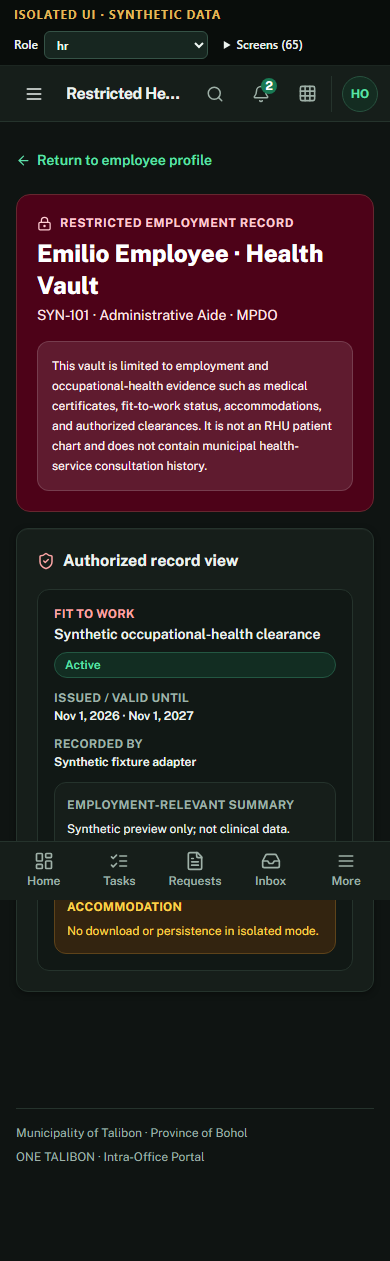 ISOLATED UI · SYNTHETIC DATA
Role hr Screens (65)
Restricted He... 2 HO
Return to employee profile
RESTRICTED EMPLOYMENT RECORD
Emilio Employee · Health
Vault
SYN-101 · Administrative Aide · MPDO
This vault is limited to employment and
occupational-health evidence such as medical
certificates, fit-to-work status, accommodations,
and authorized clearances. It is not an RHU patient
chart and does not contain municipal health-
service consultation history.
Authorized record view
FIT TO WORK
Synthetic occupational-health clearance
Active
ISSUED / VALID UNTIL
Nov 1, 2026 · Nov 1, 2027
RECORDED BY
Synthetic fixture adapter
EMPLOYMENT-RELEVANT SUMMARY
Synthetic preview only; not clinical data.
Home Tasks Requests Inbox More
ACCOMMODATION
No download or persistence in isolated mode.
Municipality of Talibon · Province of Bohol
ONE TALIBON · Intra-Office Portal